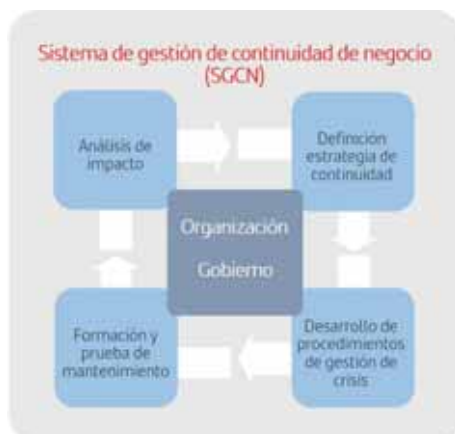 Sistema de gestión de continuidad de negocio
(SGCN)
Análisis de
impacto
Definición
estrategia de
continuidad
Organización
Gobierno
Formación y
prueba de
mantenimiento
Desarrollo de
procedimientos
de gestión de
crisis